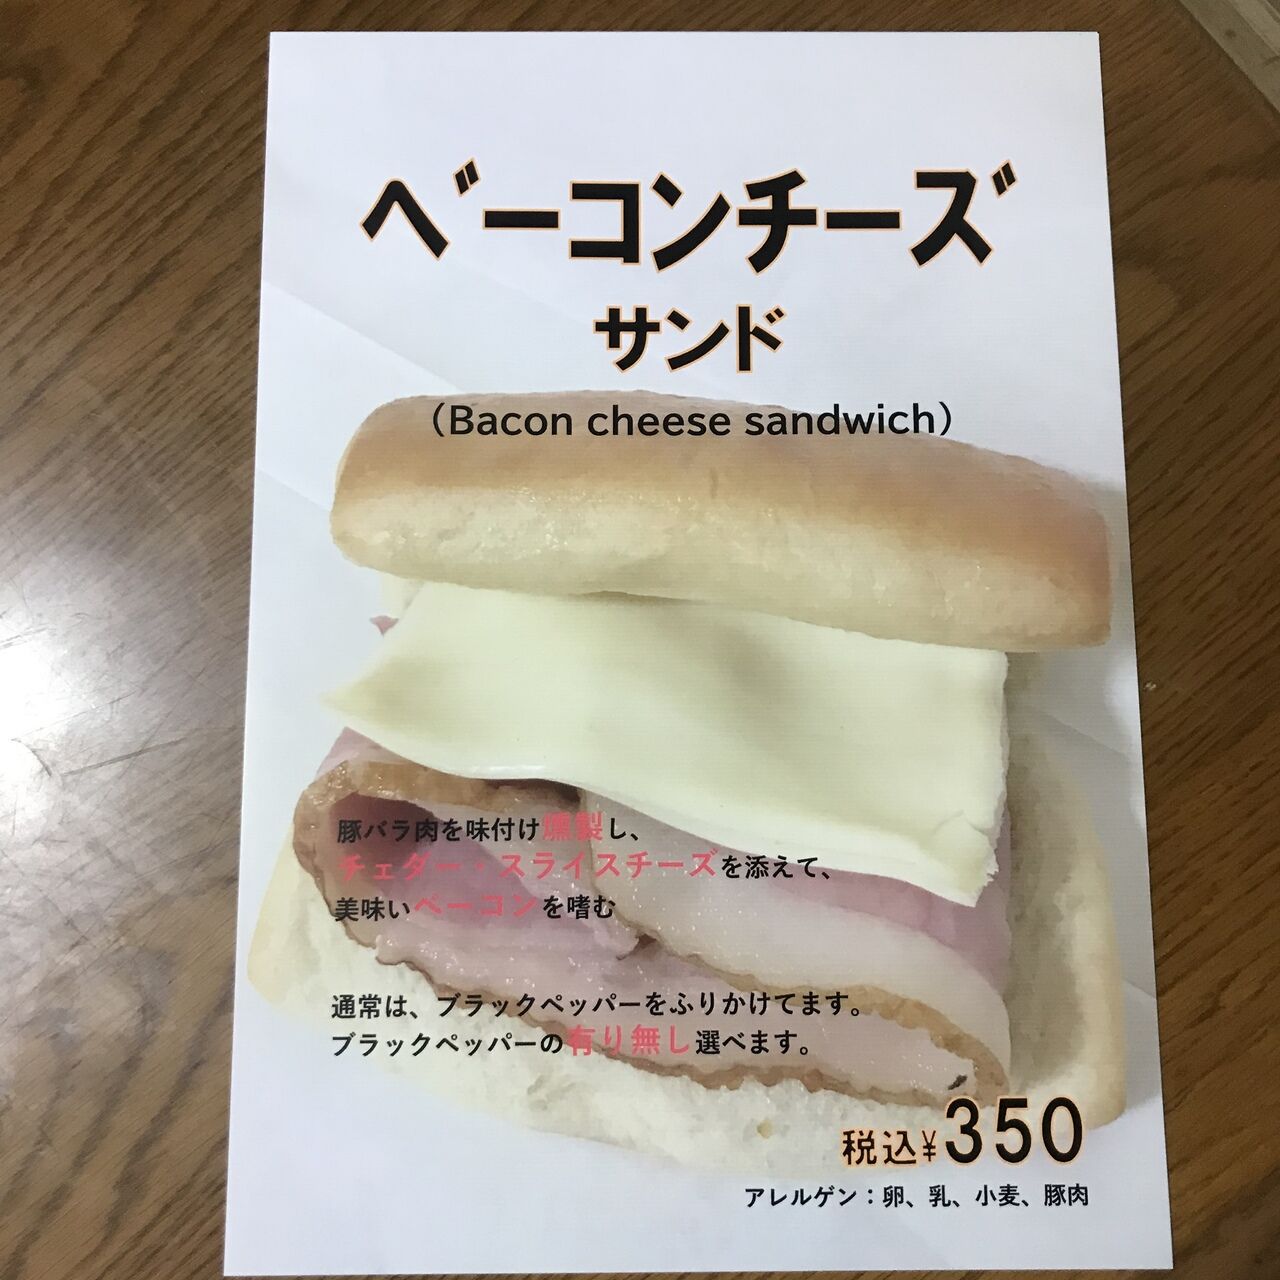 ベーコンチーズ
サンド
（Bacon cheese sandwich）
豚バラ肉を味付け燻製し、
チェダー・スライスチーズを添えて、
美味いベーコンを嗜む
通常は、ブラックペッパーをふりかけてます。
ブラックペッパーの有り無し選べます。
税込¥350
アレルゲン：卵、乳、小麦、豚肉